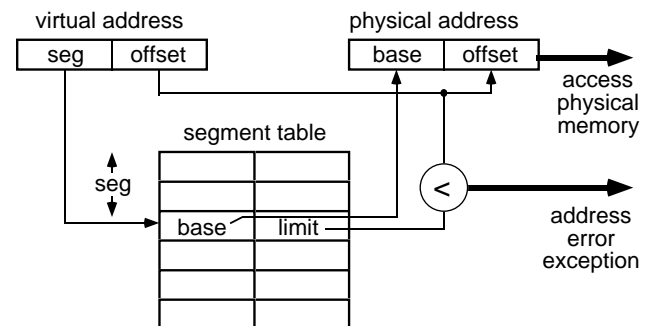 virtual address
physical address
seg
offset
base
offset
access
physical
memory
segment table
seg
<
base
limit
address
error
exception